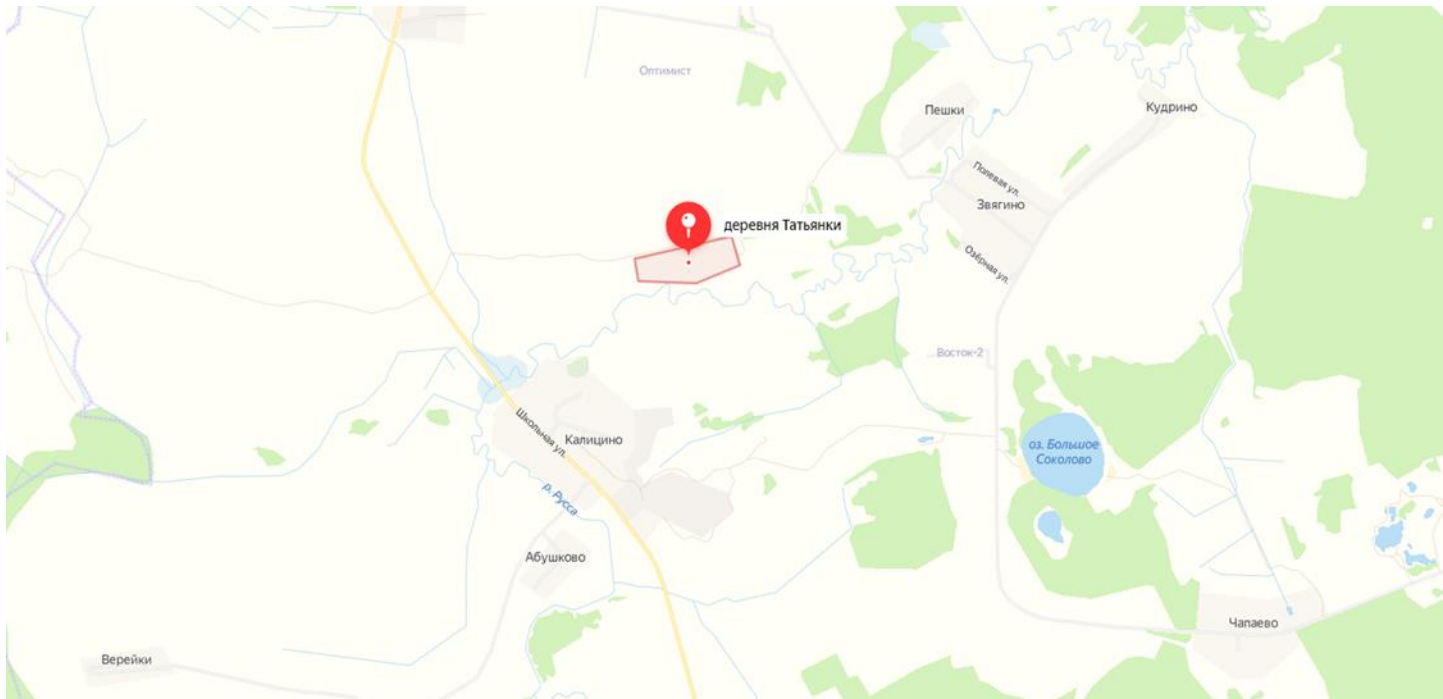 Оптимист
Пешки
Кудрино
Полевая ул.
Звягино
деревня Татьянки
Озёрная ул.
Восток-2
Школьная ул.
Калицино
оз. Большое
Соколово
р. Русса
Абушково
Чапаево
Верейки